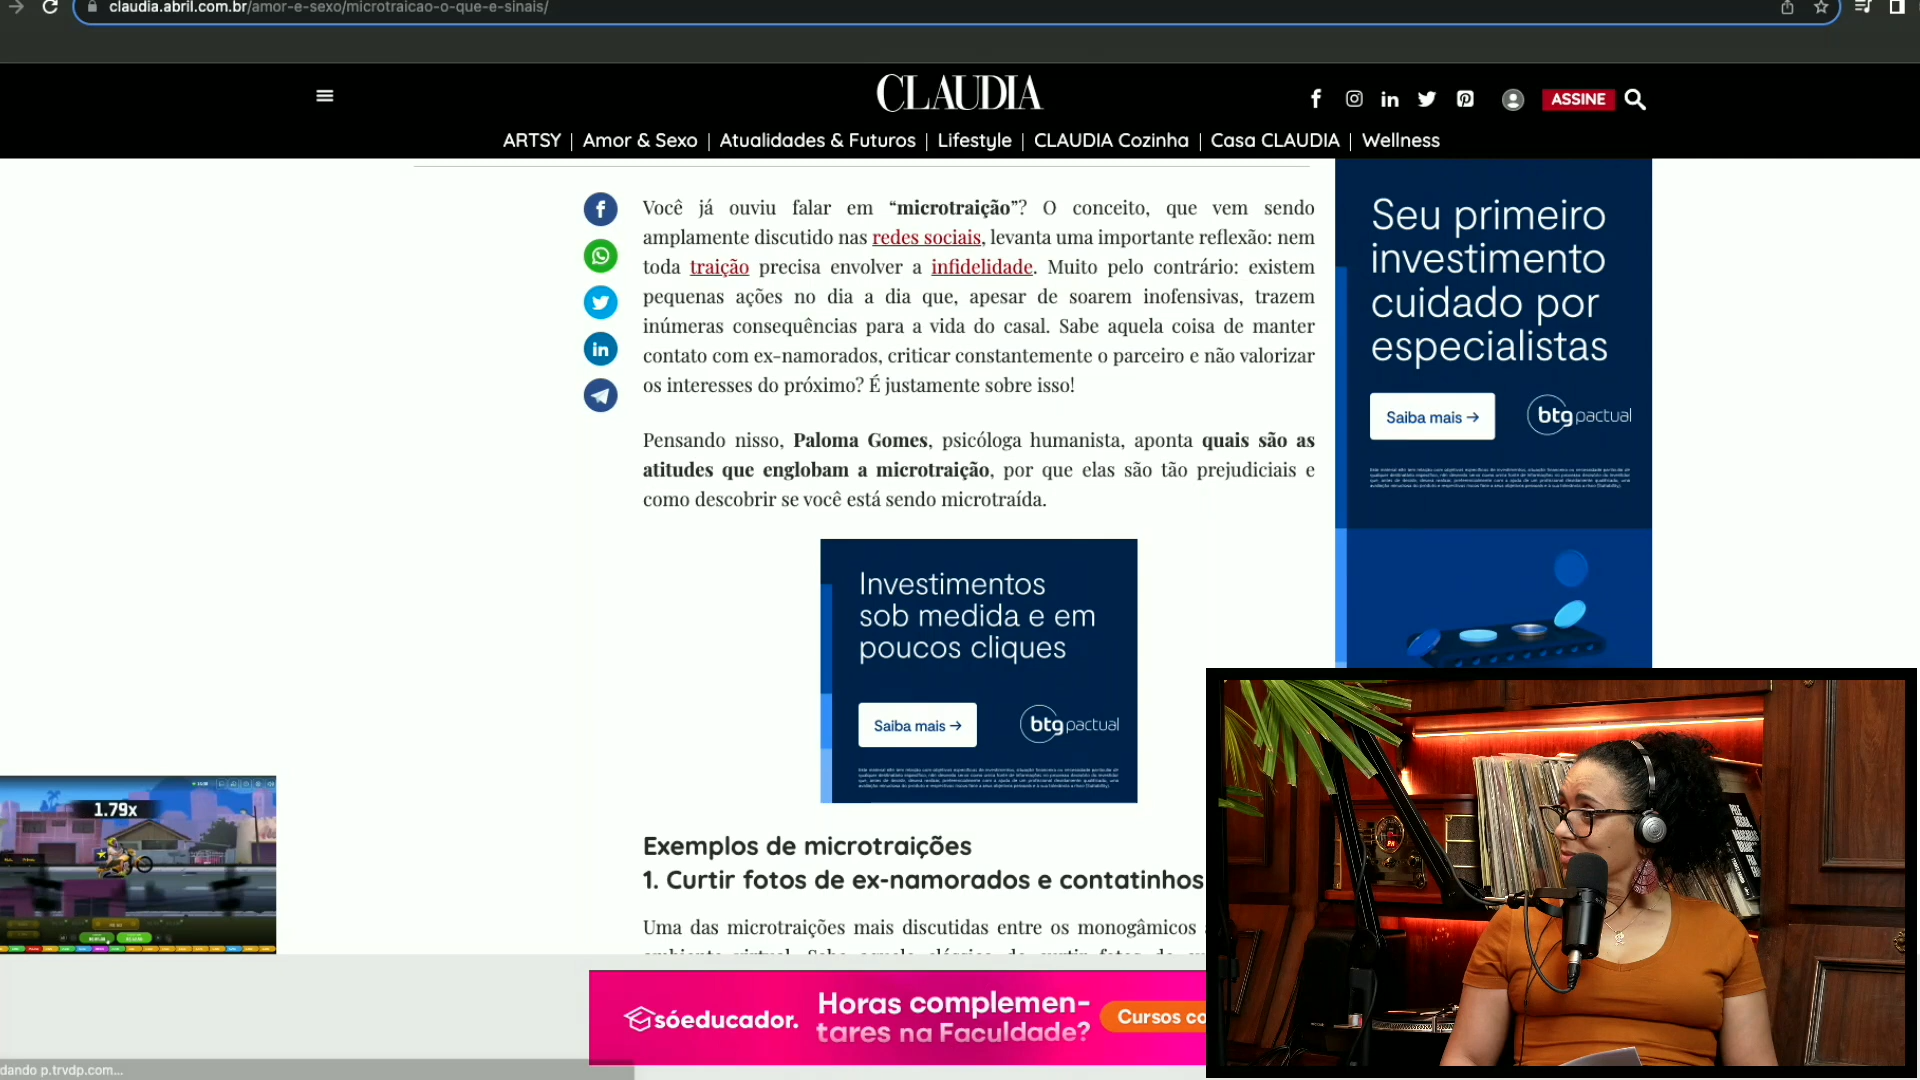 claudia.abril.com.br/amor-e-sexo/microtraicao-o-que-e-sinais/
CLAUDIA
ASSINE
ARTSY | Amor & Sexo | Atualidades & Futuros | Lifestyle | CLAUDIA Cozinha | Casa CLAUDIA | Wellness
Você já ouviu falar em “microtraição”? O conceito, que vem sendo
amplamente discutido nas redes sociais, levanta uma importante reflexão: nem
toda traição precisa envolver a infidelidade. Muito pelo contrário: existem
pequenas ações no dia a dia que, apesar de soarem inofensivas, trazem
inúmeras consequências para a vida do casal. Sabe aquela coisa de manter
contato com ex-namorados, criticar constantemente o parceiro e não valorizar
os interesses do próximo? É justamente sobre isso!
Pensando nisso, Paloma Gomes, psicóloga humanista, aponta quais são as
atitudes que englobam a microtraição, por que elas são tão prejudiciais e
como descobrir se você está sendo microtraída.
Seu primeiro
investimento
cuidado por
especialistas
Saiba mais →
btg pactual
Investimentos
sob medida e em
poucos cliques
Saiba mais →
btg pactual
Exemplos de microtraições
1. Curtir fotos de ex-namorados e contatinhos
Uma das microtraições mais discutidas entre os monogâmicos
1.79x
sóeducador.
Horas complemen-
tares na Faculdade?
Cursos co
dando p.trvdp.com...